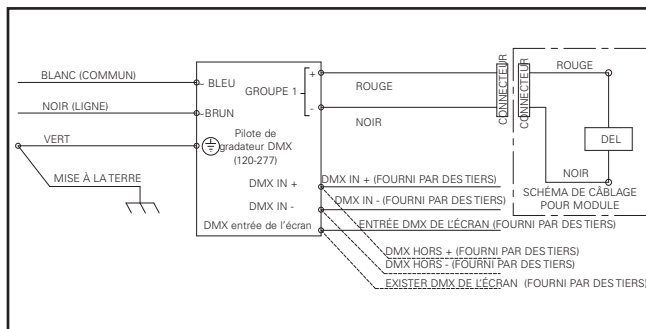 BLANC (COMMUN)
NOIR (LIGNE)
VERT
MISE À LA TERRE
~ BLEU
~BRUN
GROUPE 1
+
-
Pilote de
gradateur DMX
(120-277)
DMX IN +
DMX IN -
DMX entrée de l'écran
ROUGE
NOIR
CONNECTEUR
CONNECTEUR
ROUGE
DEL
NOIR
SCHÉMA DE CÂBLAGE
POUR MODULE
DMX IN + (FOURNI PAR DES TIERS)
DMX IN - (FOURNI PAR DES TIERS)
ENTRÉE DMX DE L'ÉCRAN (FOURNI PAR DES TIERS)
DMX HORS + (FOURNI PAR DES TIERS)
DMX HORS - (FOURNI PAR DES TIERS)
EXISTER DMX DE L'ÉCRAN (FOURNI PAR DES TIERS)